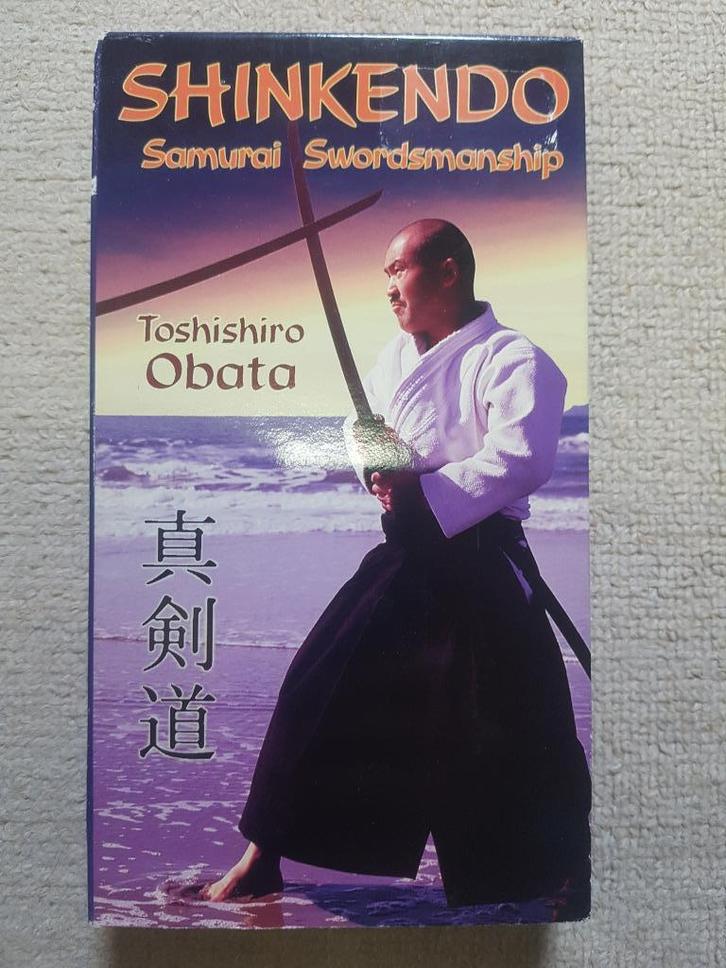 SHINKENDO
Samurai Swordsmanship
Toshishiro
Obata
真剣道